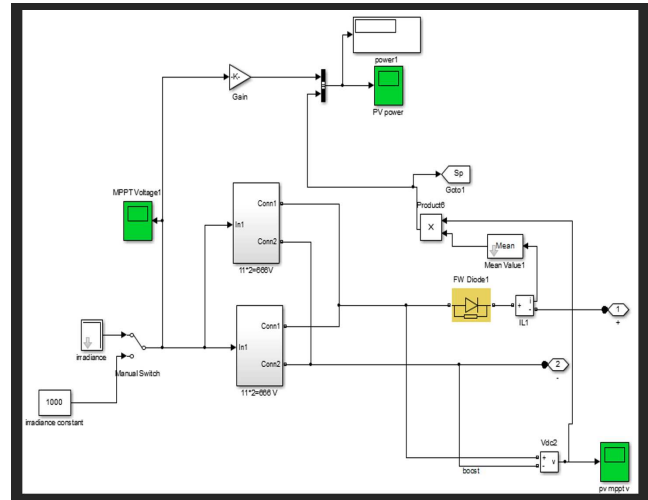 power1
-K-
Gain
PV power
Sp
Goto1
MPPT Voltage1
Product6
Conn1
In1
Conn2
X
Mean
Mean Value1
11*2=666V
FW Diode1
+
i
-
IL1
1
+
Conn1
In1
Conn2
irradiance
Manual Switch
2
-
11*2=666 V
1000
irradiance constant
Vdc2
+
v
-
boost
pv mppt v